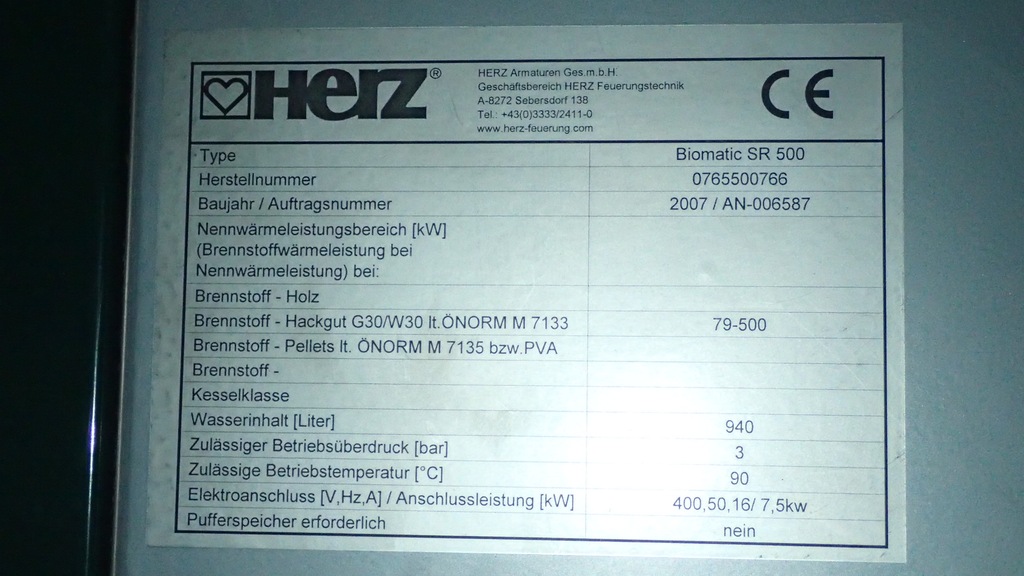 HERZ®
HERZ Armaturen Ges.m.b.H.
Geschäftsbereich HERZ Feuerungstechnik
A-8272 Sebersdorf 138
Tel.: +43(0)3333/2411-0
www.herz-feuerung.com
CE
Type Biomatic SR 500
Herstellnummer 0765500766
Baujahr / Auftragsnummer 2007 / AN-006587
Nennwärmeleistungsbereich [kW]
(Brennstoffwärmeleistung bei
Nennwärmeleistung) bei:
Brennstoff - Holz
Brennstoff - Hackgut G30/W30 lt.ÖNORM M 7133 79-500
Brennstoff - Pellets lt. ÖNORM M 7135 bzw.PVA
Brennstoff -
Kesselklasse
Wasserinhalt [Liter] 940
Zulässiger Betriebsüberdruck [bar] 3
Zulässige Betriebstemperatur [°C] 90
Elektroanschluss [V,Hz,A] / Anschlussleistung [kW] 400,50,16/ 7,5kw
Pufferspeicher erforderlich nein